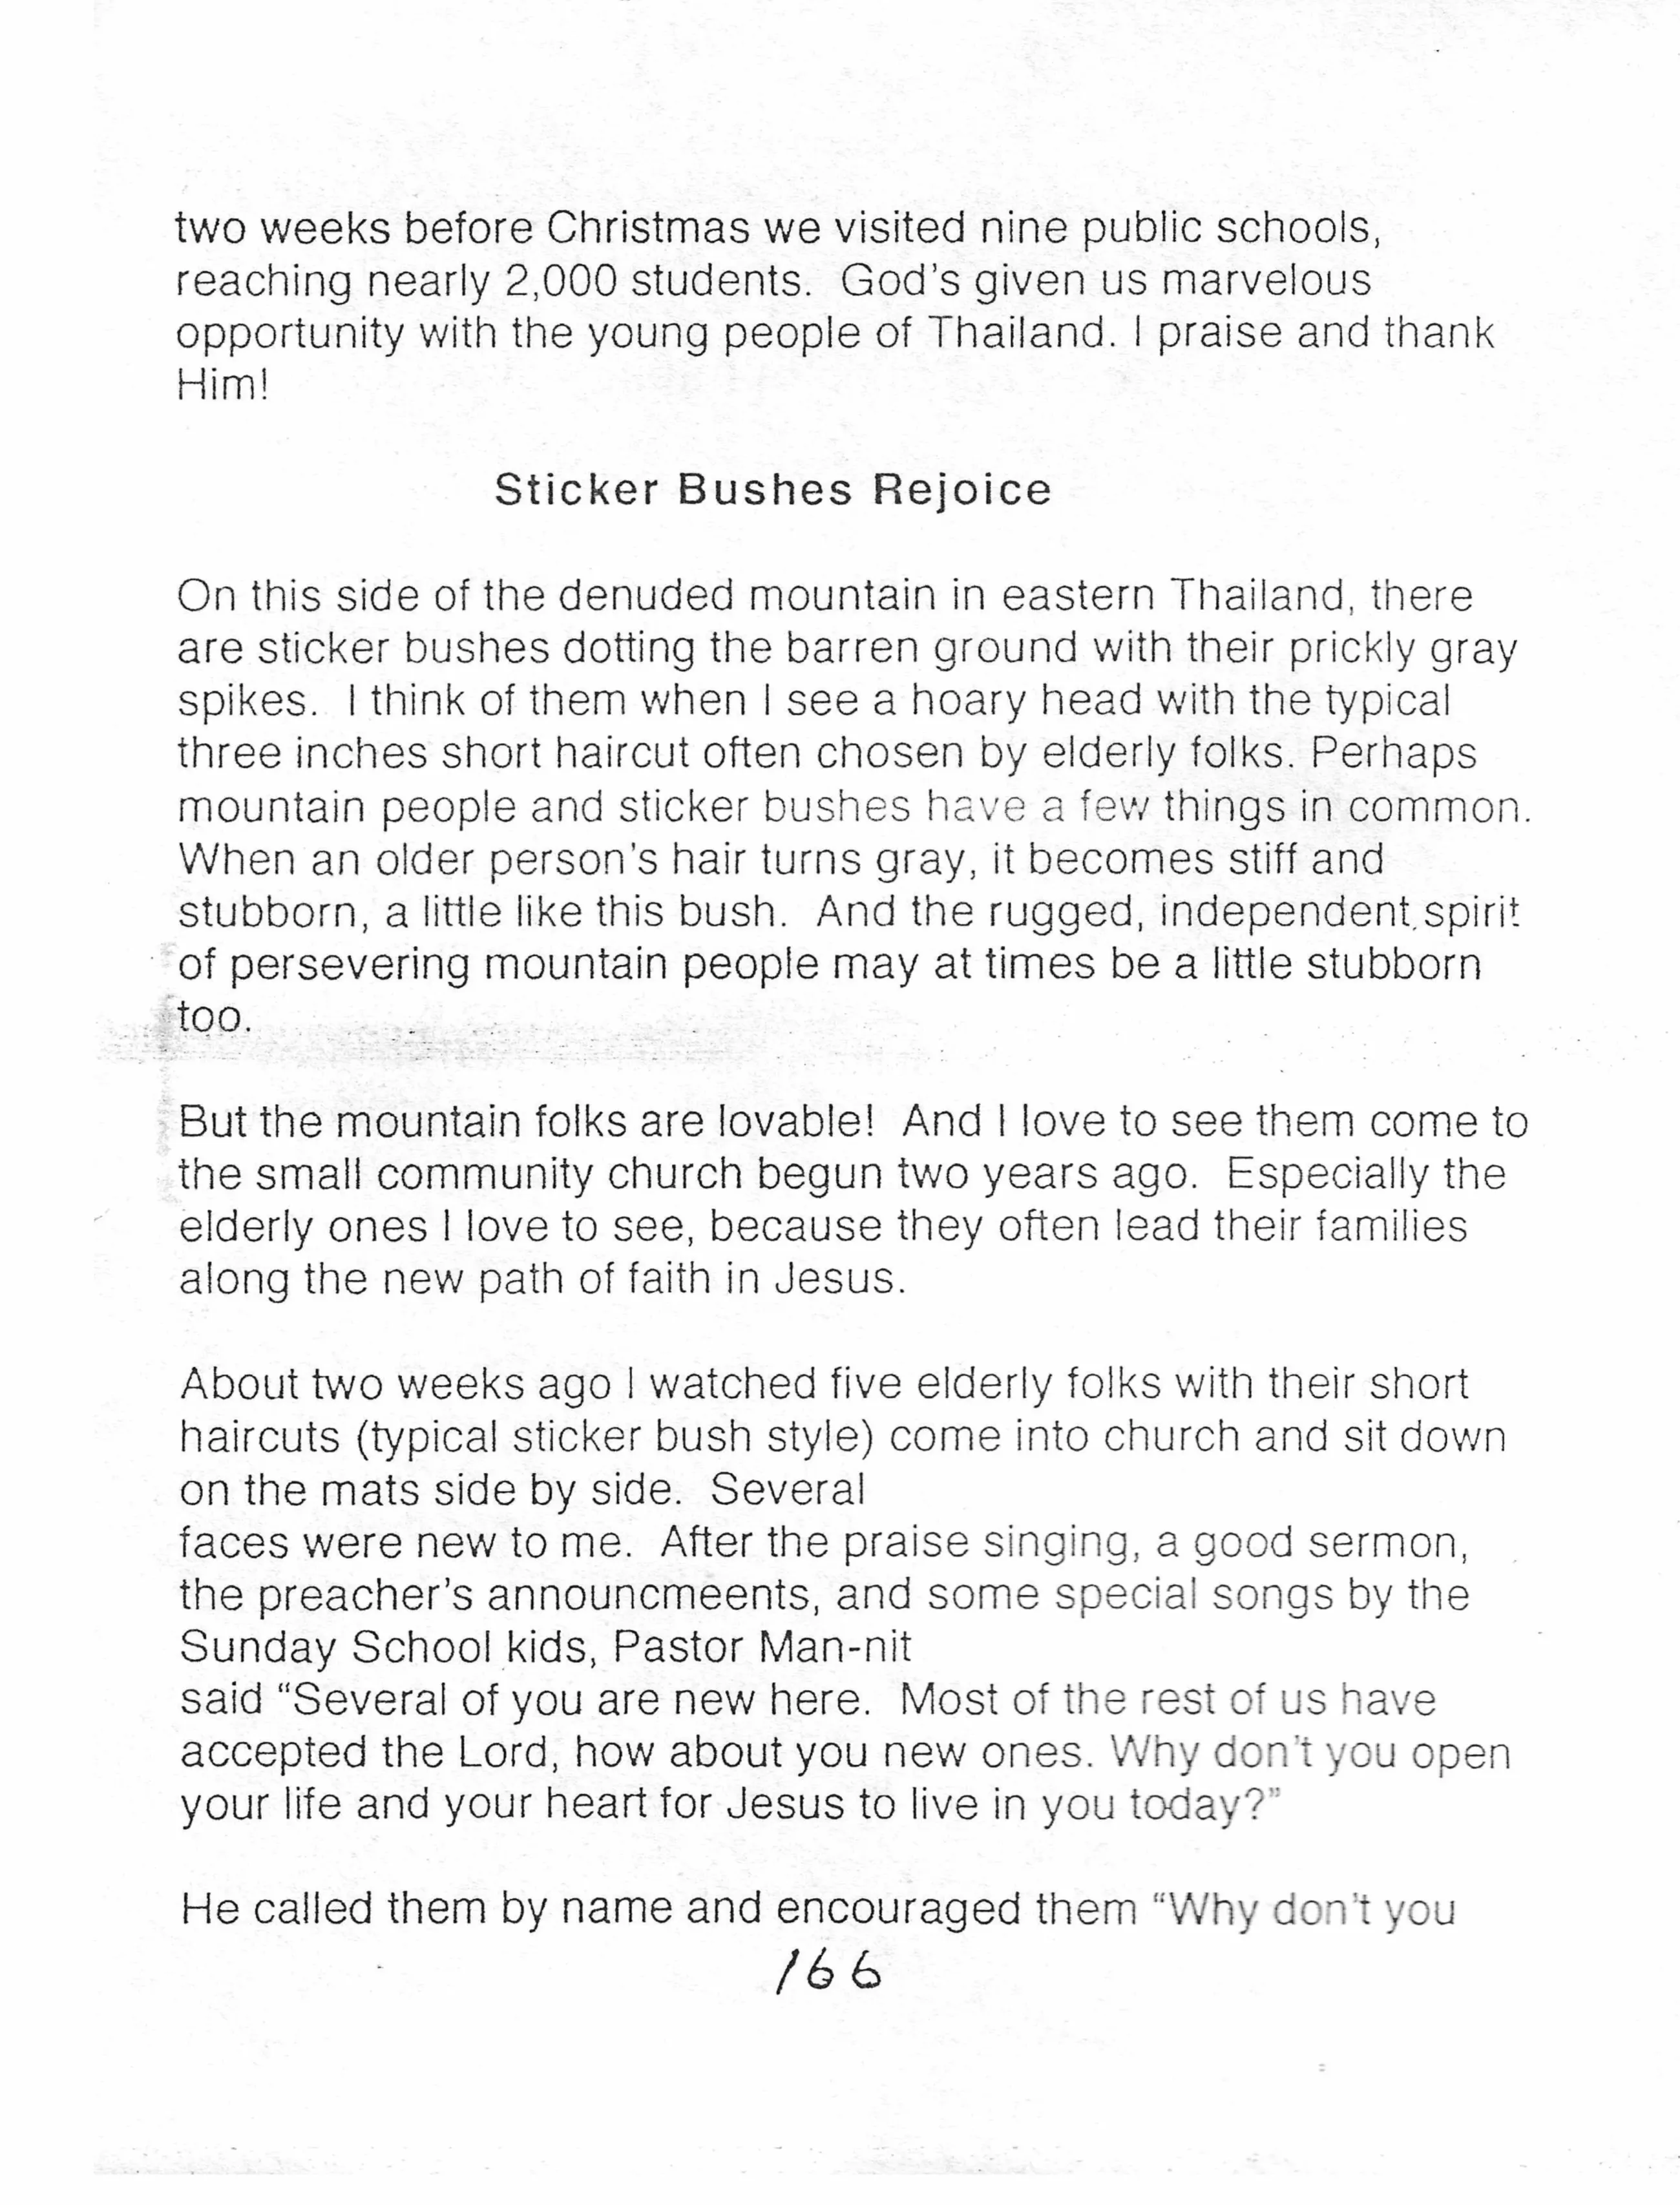 two weeks before Christmas we visited nine public schools,
reaching nearly 2,000 students.  God's given us marvelous
opportunity with the young people of Thailand. I praise and thank
Him!
Sticker Bushes Rejoice
On this side of the denuded mountain in eastern Thailand, there
are sticker bushes dotting the barren ground with their prickly gray
spikes.  I think of them when I see a hoary head with the typical
three inches short haircut often chosen by elderly folks. Perhaps
mountain people and sticker bushes have a few things in common.
When an older person's hair turns gray, it becomes stiff and
stubborn, a little like this bush.  And the rugged, independent spirit
of persevering mountain people may at times be a little stubborn
too.
But the mountain folks are lovable!  And I love to see them come to
the small community church begun two years ago.  Especially the
elderly ones I love to see, because they often lead their families
along the new path of faith in Jesus.
About two weeks ago I watched five elderly folks with their short
haircuts (typical sticker bush style) come into church and sit down
on the mats side by side.  Several
faces were new to me.  After the praise singing, a good sermon,
the preacher's announcmeents, and some special songs by the
Sunday School kids, Pastor Man-nit
said “Several of you are new here.  Most of the rest of us have
accepted the Lord, how about you new ones. Why don't you open
your life and your heart for Jesus to live in you today?”
He called them by name and encouraged them “Why don't you
166